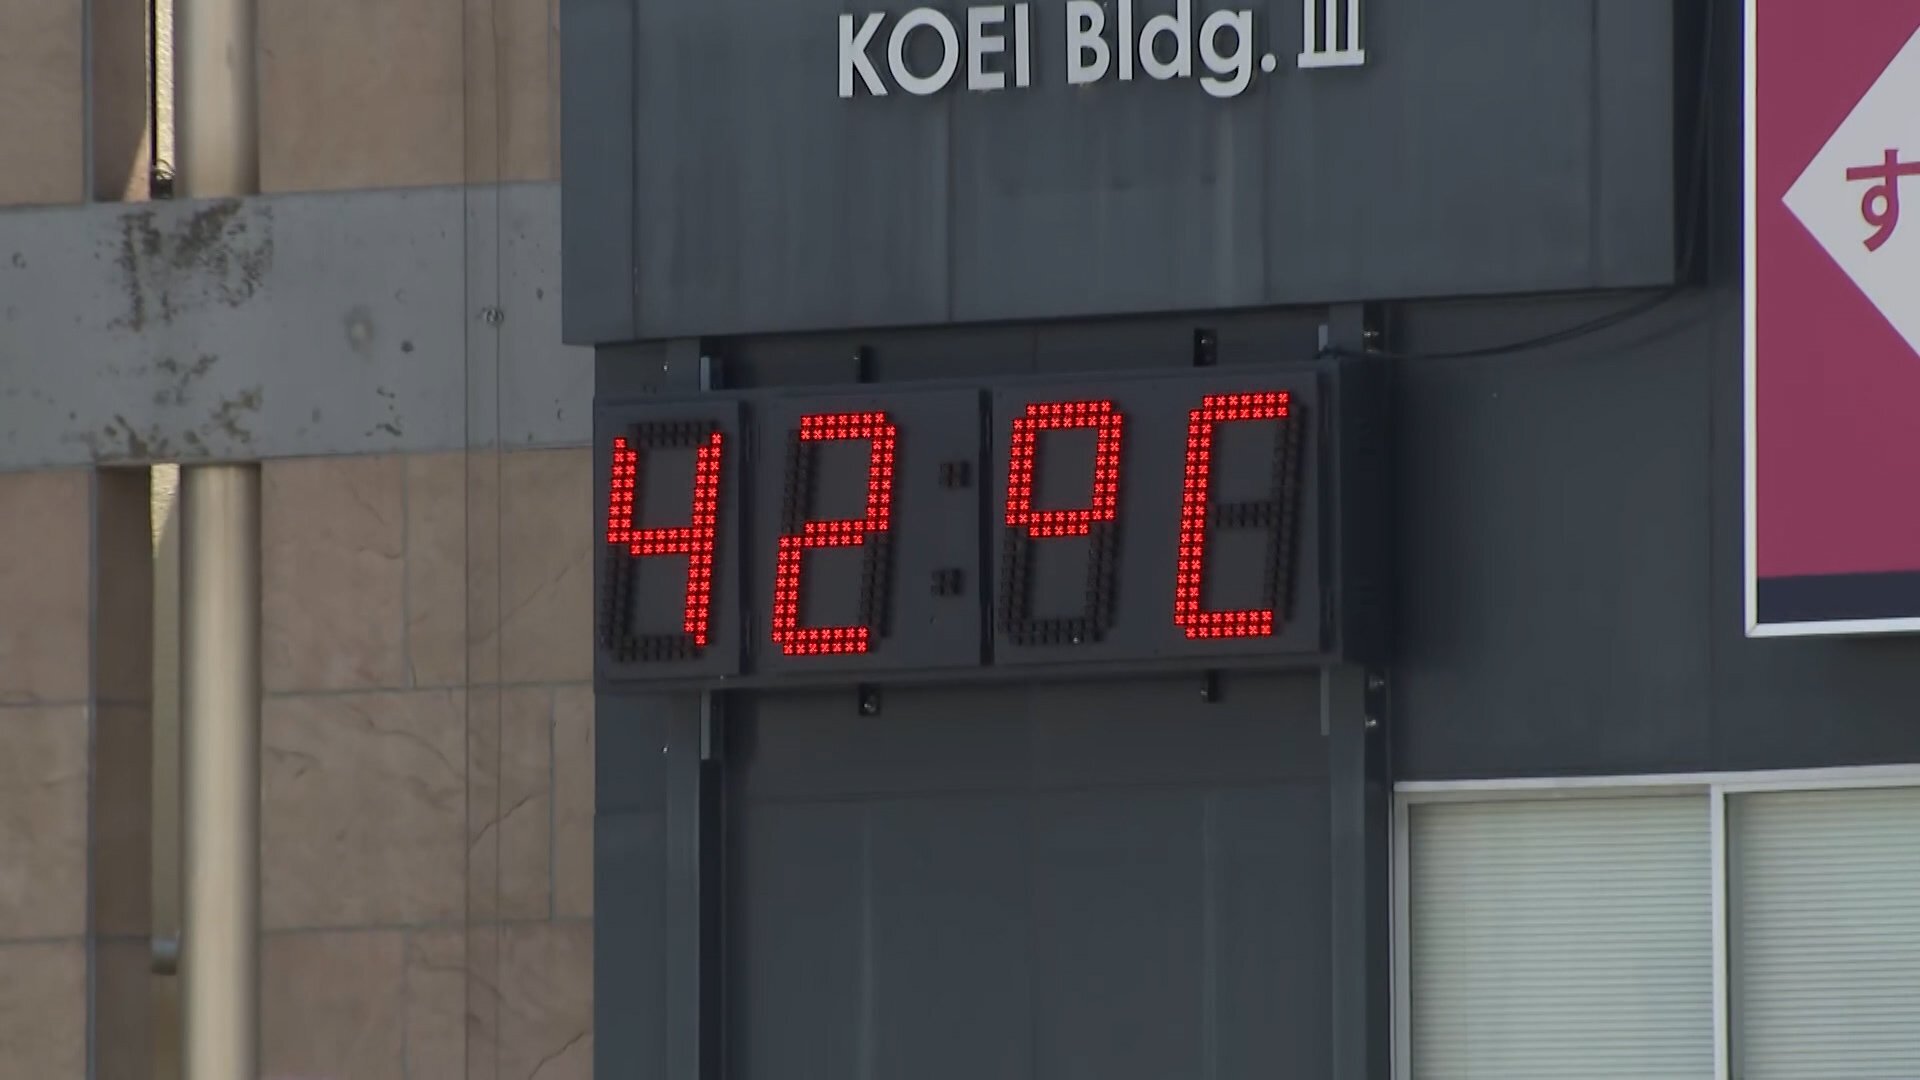 KOEI Bldg. III
42°C
す